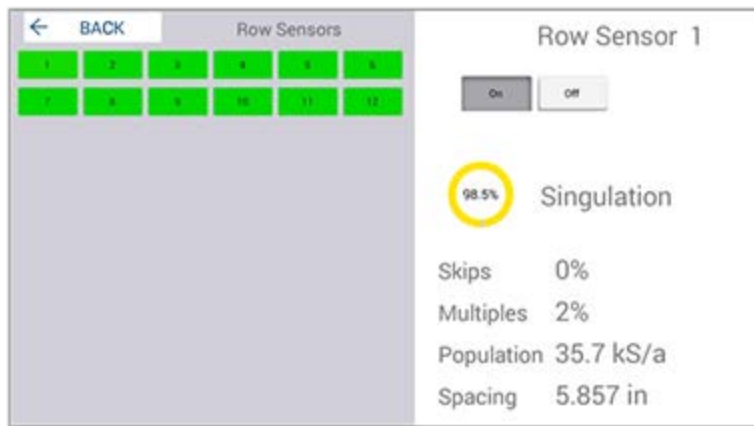 BACK Row Sensors
1 2 3 4 5 6
7 8 9 10 11 12
Row Sensor 1
On Off
98.5% Singulation
Skips 0%
Multiples 2%
Population 35.7 kS/a
Spacing 5.857 in